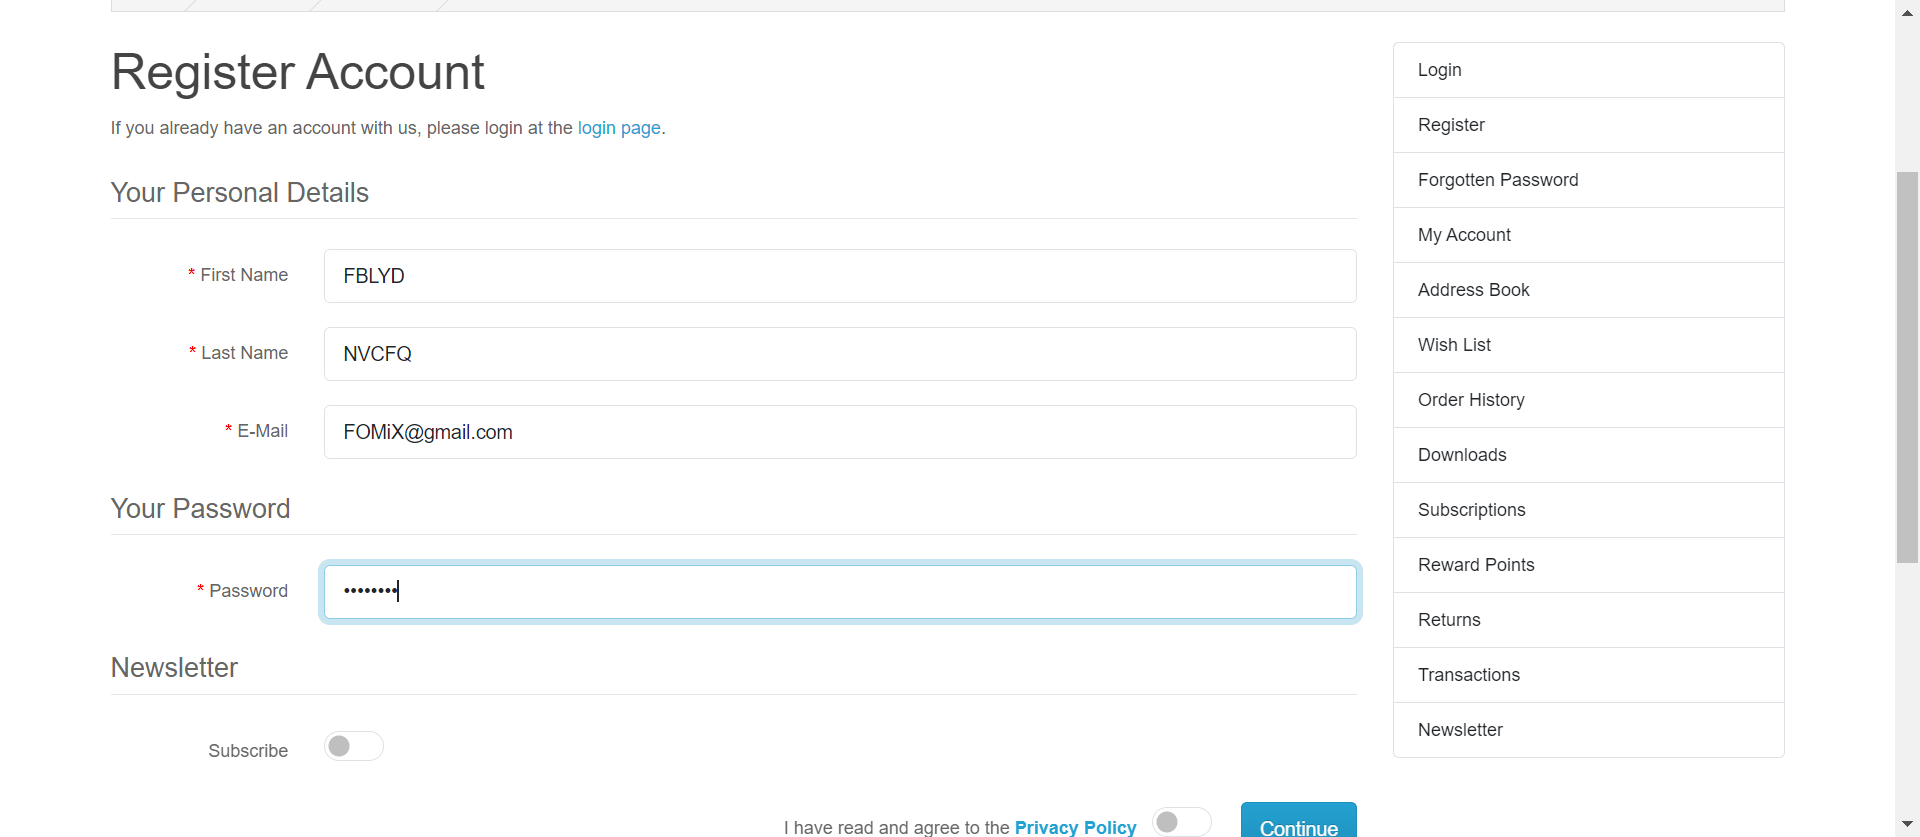 Register Account
If you already have an account with us, please login at the login page.
Your Personal Details
* First Name
FBLYD
* Last Name
NVCFQ
* E-Mail
FOMiX@gmail.com
Your Password
* Password
••••••••
Newsletter
Subscribe
I have read and agree to the Privacy Policy
Continue
Login
Register
Forgotten Password
My Account
Address Book
Wish List
Order History
Downloads
Subscriptions
Reward Points
Returns
Transactions
Newsletter